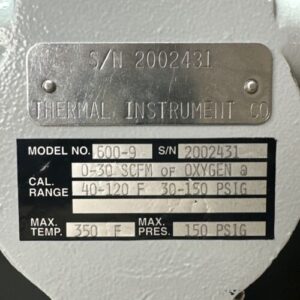 S/N 2002431
THERMAL INSTRUMENT CO
MODEL NO. 600-9 S/N 2002431
0-30 SCFM OF OXYGEN @
CAL. RANGE 40-120 F 30-150 PSIG
MAX. TEMP. 350 F MAX. PRES. 150 PSIG